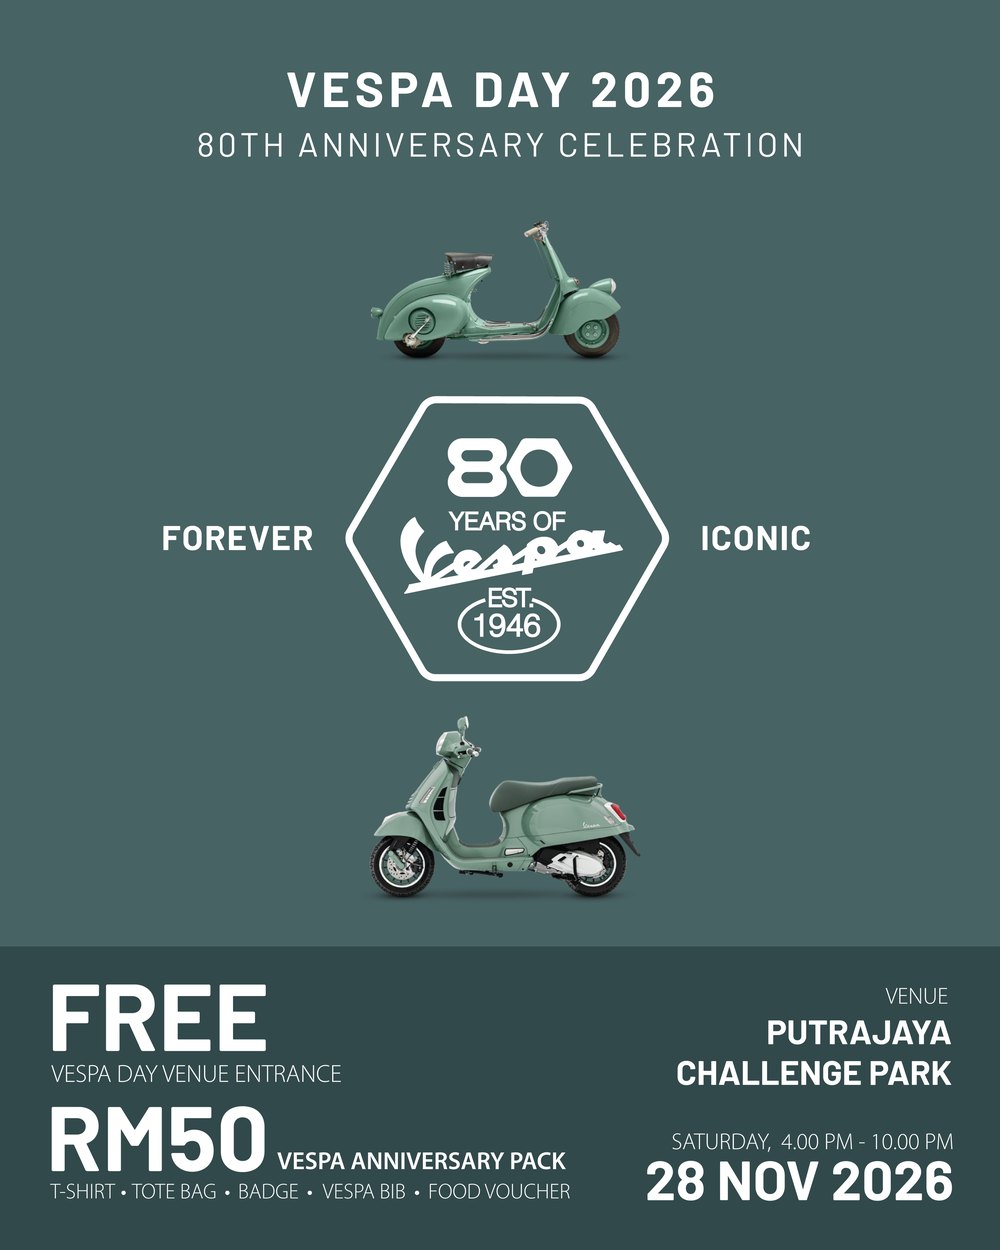 VESPA DAY 2026
80TH ANNIVERSARY CELEBRATION
80
YEARS OF
FOREVER
Vespa
ICONIC
EST.
1946
Vespa
FREE
VESPA DAY VENUE ENTRANCE
RM50 VESPA ANNIVERSARY PACK
T-SHIRT • TOTE BAG • BADGE • VESPA BIB • FOOD VOUCHER
VENUE
PUTRAJAYA
CHALLENGE PARK
SATURDAY, 4.00 PM - 10.00 PM
28 NOV 2026